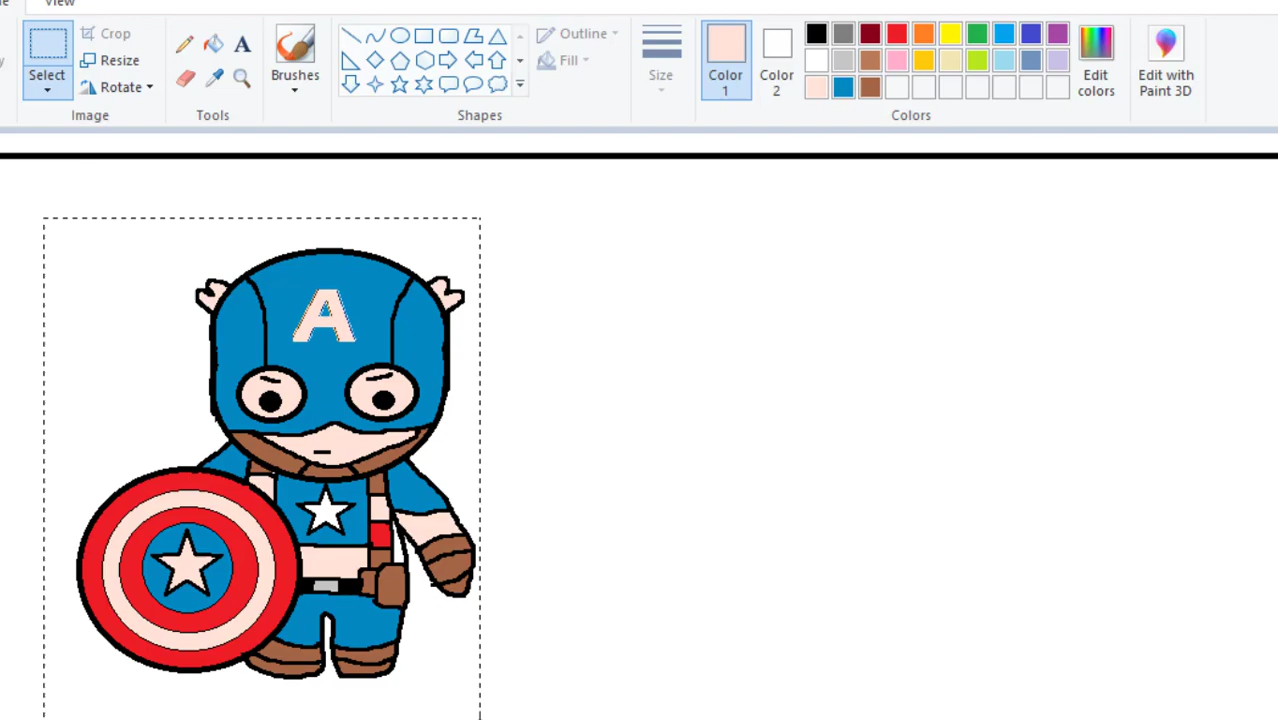 View
Crop
Resize
Rotate
Select
Image
A
Tools
Brushes
Outline
Fill
Shapes
Size
Color
1
Color
2
Edit
colors
Edit with
Paint 3D
Colors
A